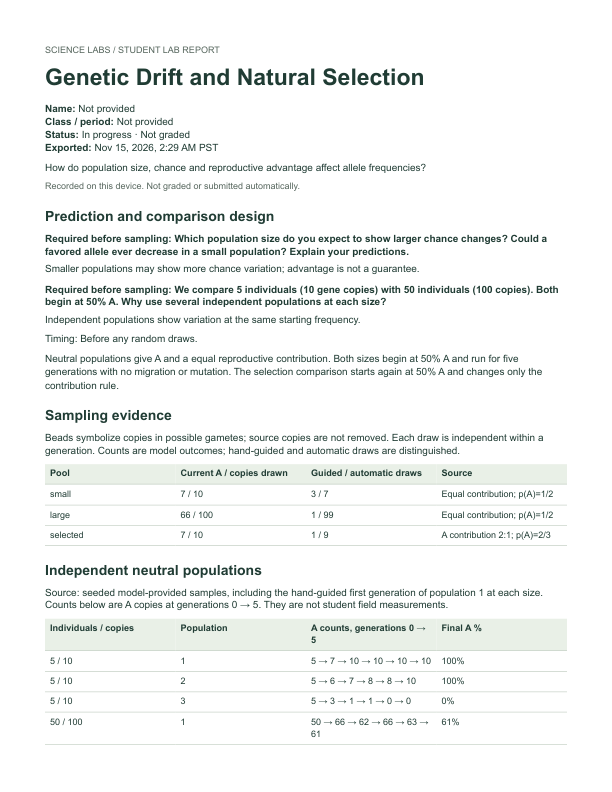 SCIENCE LABS / STUDENT LAB REPORT
Genetic Drift and Natural Selection
Name: Not provided
Class / period: Not provided
Status: In progress · Not graded
Exported: Nov 15, 2026, 2:29 AM PST
How do population size, chance and reproductive advantage affect allele frequencies?
Recorded on this device. Not graded or submitted automatically.
Prediction and comparison design
Required before sampling: Which population size do you expect to show larger chance changes? Could a
favored allele ever decrease in a small population? Explain your predictions.
Smaller populations may show more chance variation; advantage is not a guarantee.
Required before sampling: We compare 5 individuals (10 gene copies) with 50 individuals (100 copies). Both
begin at 50% A. Why use several independent populations at each size?
Independent populations show variation at the same starting frequency.
Timing: Before any random draws.
Neutral populations give A and a equal reproductive contribution. Both sizes begin at 50% A and run for five
generations with no migration or mutation. The selection comparison starts again at 50% A and changes only the
contribution rule.
Sampling evidence
Beads symbolize copies in possible gametes; source copies are not removed. Each draw is independent within a
generation. Counts are model outcomes; hand-guided and automatic draws are distinguished.
Pool Current A / copies drawn Guided / automatic draws Source
small 7 / 10 3 / 7 Equal contribution; p(A)=1/2
large 66 / 100 1 / 99 Equal contribution; p(A)=1/2
selected 7 / 10 1 / 9 A contribution 2:1; p(A)=2/3
Independent neutral populations
Source: seeded model-provided samples, including the hand-guided first generation of population 1 at each size.
Counts below are A copies at generations 0 → 5. They are not student field measurements.
Individuals / copies Population A counts, generations 0 → Final A %
5
5 / 10 1 5 → 7 → 10 → 10 → 10 → 10 100%
5 / 10 2 5 → 6 → 7 → 8 → 8 → 10 100%
5 / 10 3 5 → 3 → 1 → 1 → 0 → 0 0%
50 / 100 1 50 → 66 → 62 → 66 → 63 → 61%
61